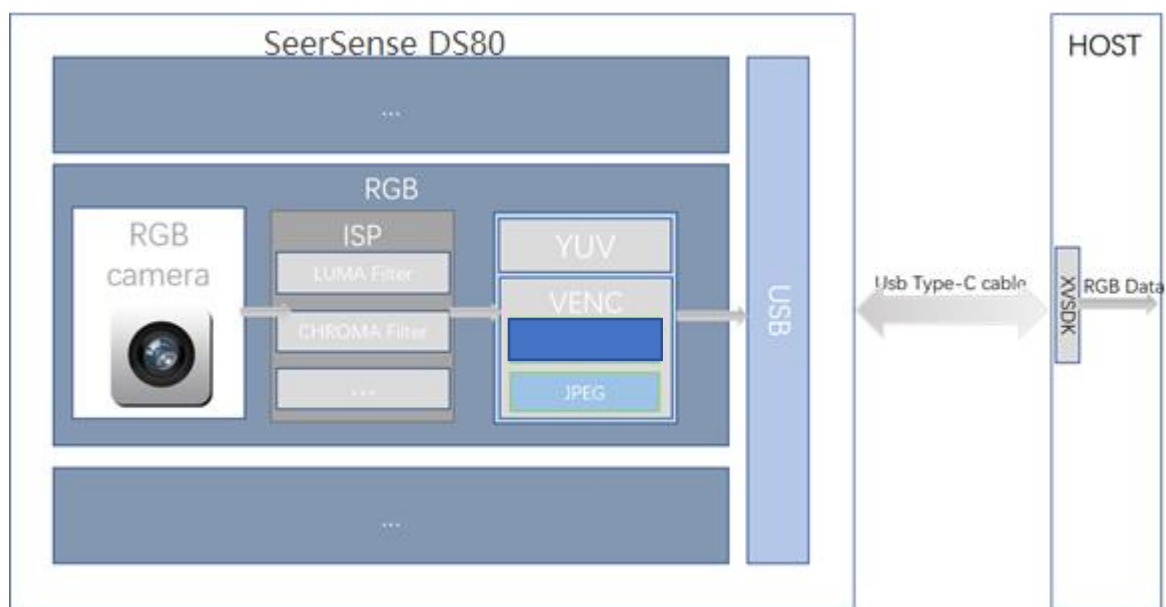 SeerSense DS80
HOST
...
RGB
RGB
camera
ISP
LUMA Filter
CHROMA Filter
...
YUV
VENC
JPEG
USB
Usb Type-C cable
XVSDK
RGB Data
...